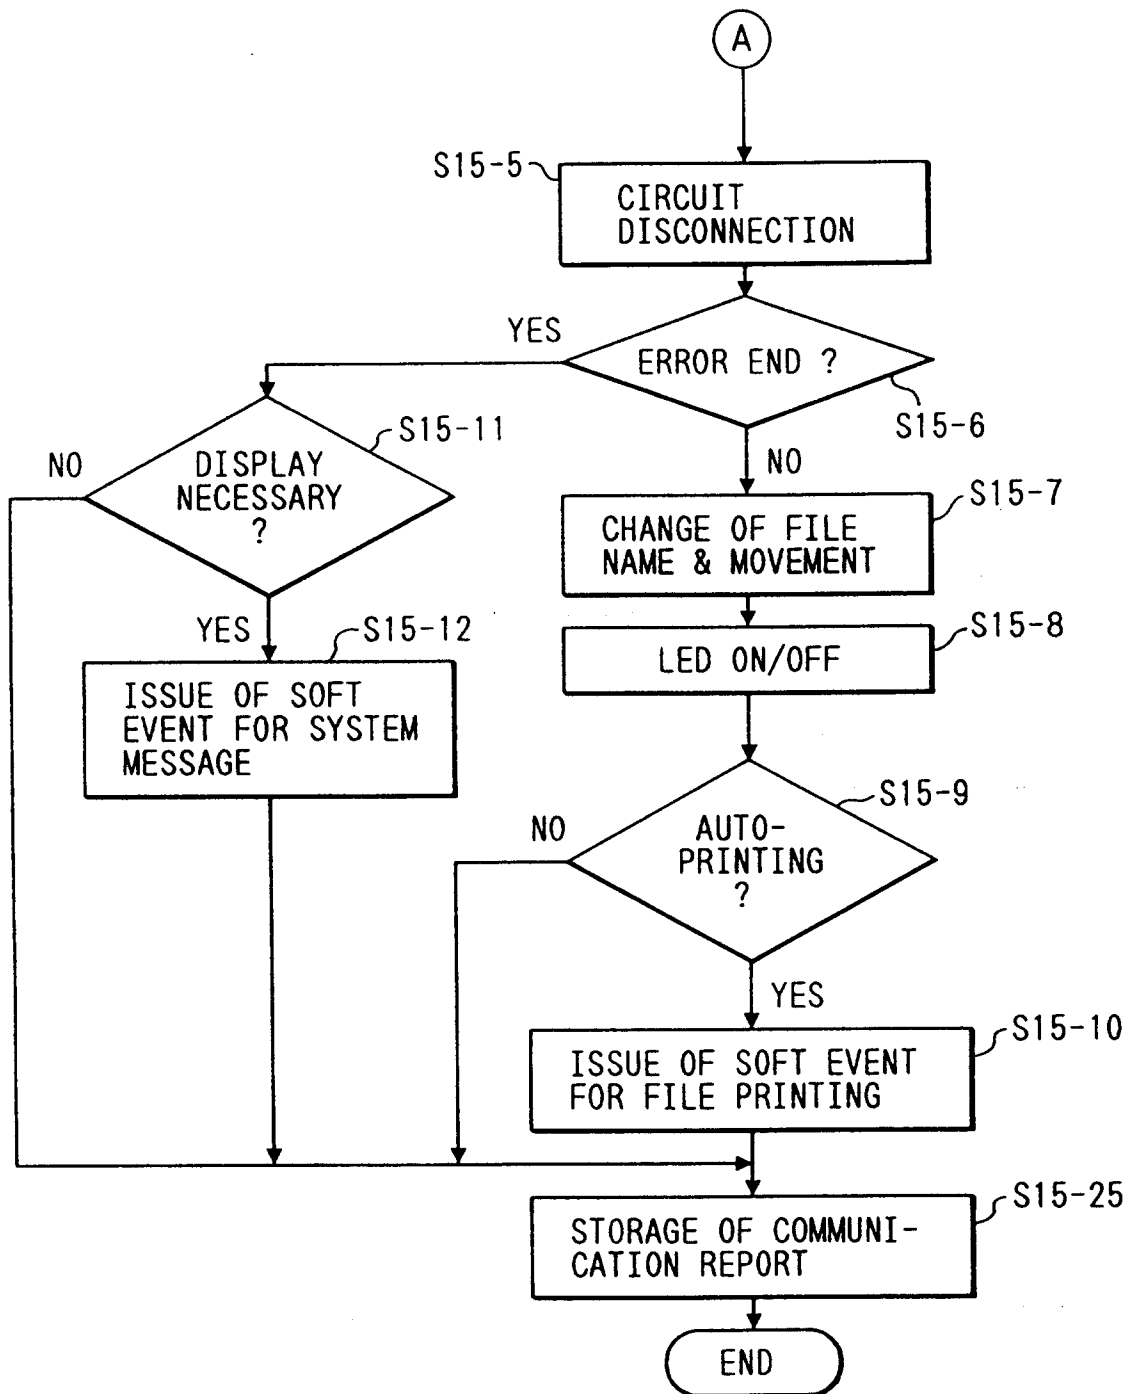 A
S15-5
CIRCUIT
DISCONNECTION
YES
ERROR END ?
S15-6
S15-11
NO
DISPLAY
NECESSARY
?
NO
S15-7
CHANGE OF FILE
NAME & MOVEMENT
YES
S15-12
S15-8
LED ON/OFF
ISSUE OF SOFT
EVENT FOR SYSTEM
MESSAGE
S15-9
NO
AUTO-
PRINTING
?
YES
S15-10
ISSUE OF SOFT EVENT
FOR FILE PRINTING
S15-25
STORAGE OF COMMUNI-
CATION REPORT
END